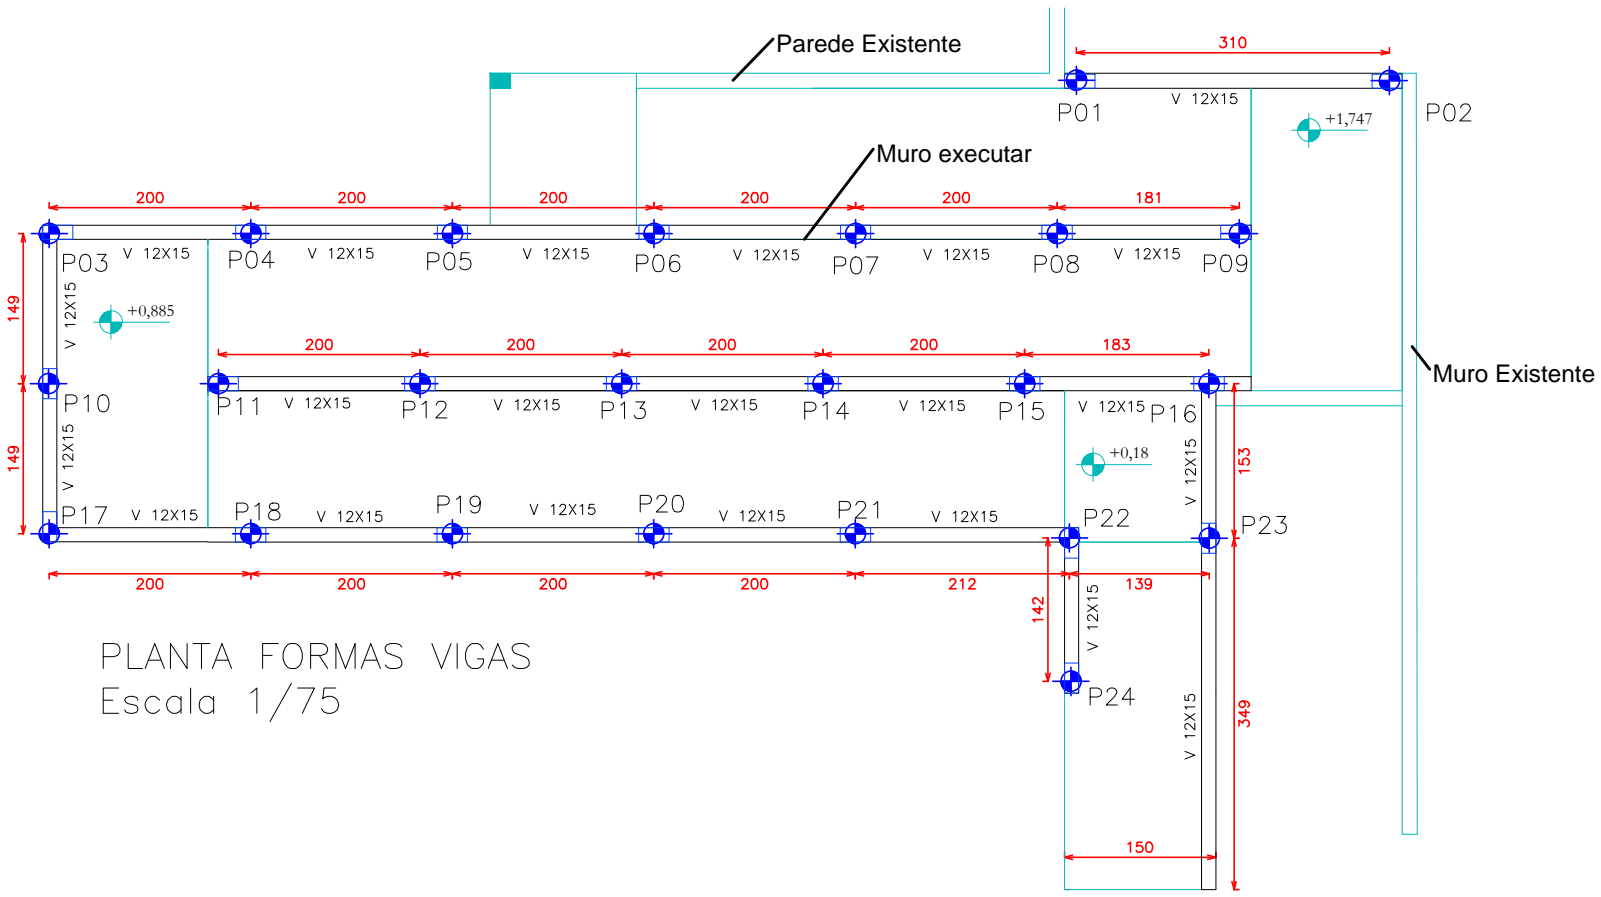 Parede Existente
310
P01
V 12X15
P02
+1,747
Muro executar
200
200
200
200
200
181
P03
V 12X15
P04
V 12X15
P05
V 12X15
P06
V 12X15
P07
V 12X15
P08
V 12X15
P09
149
V 12X15
+0,885
200
200
200
200
183
Muro Existente
P10
P11
V 12X15
P12
V 12X15
P13
V 12X15
P14
V 12X15
P15
V 12X15
P16
149
V 12X15
+0,18
V 12X15
153
P17
V 12X15
P18
V 12X15
P19
V 12X15
P20
V 12X15
P21
V 12X15
P22
P23
200
200
200
200
212
139
142
V 12X15
P24
PLANTA FORMAS VIGAS
Escala 1/75
V 12X15
349
150